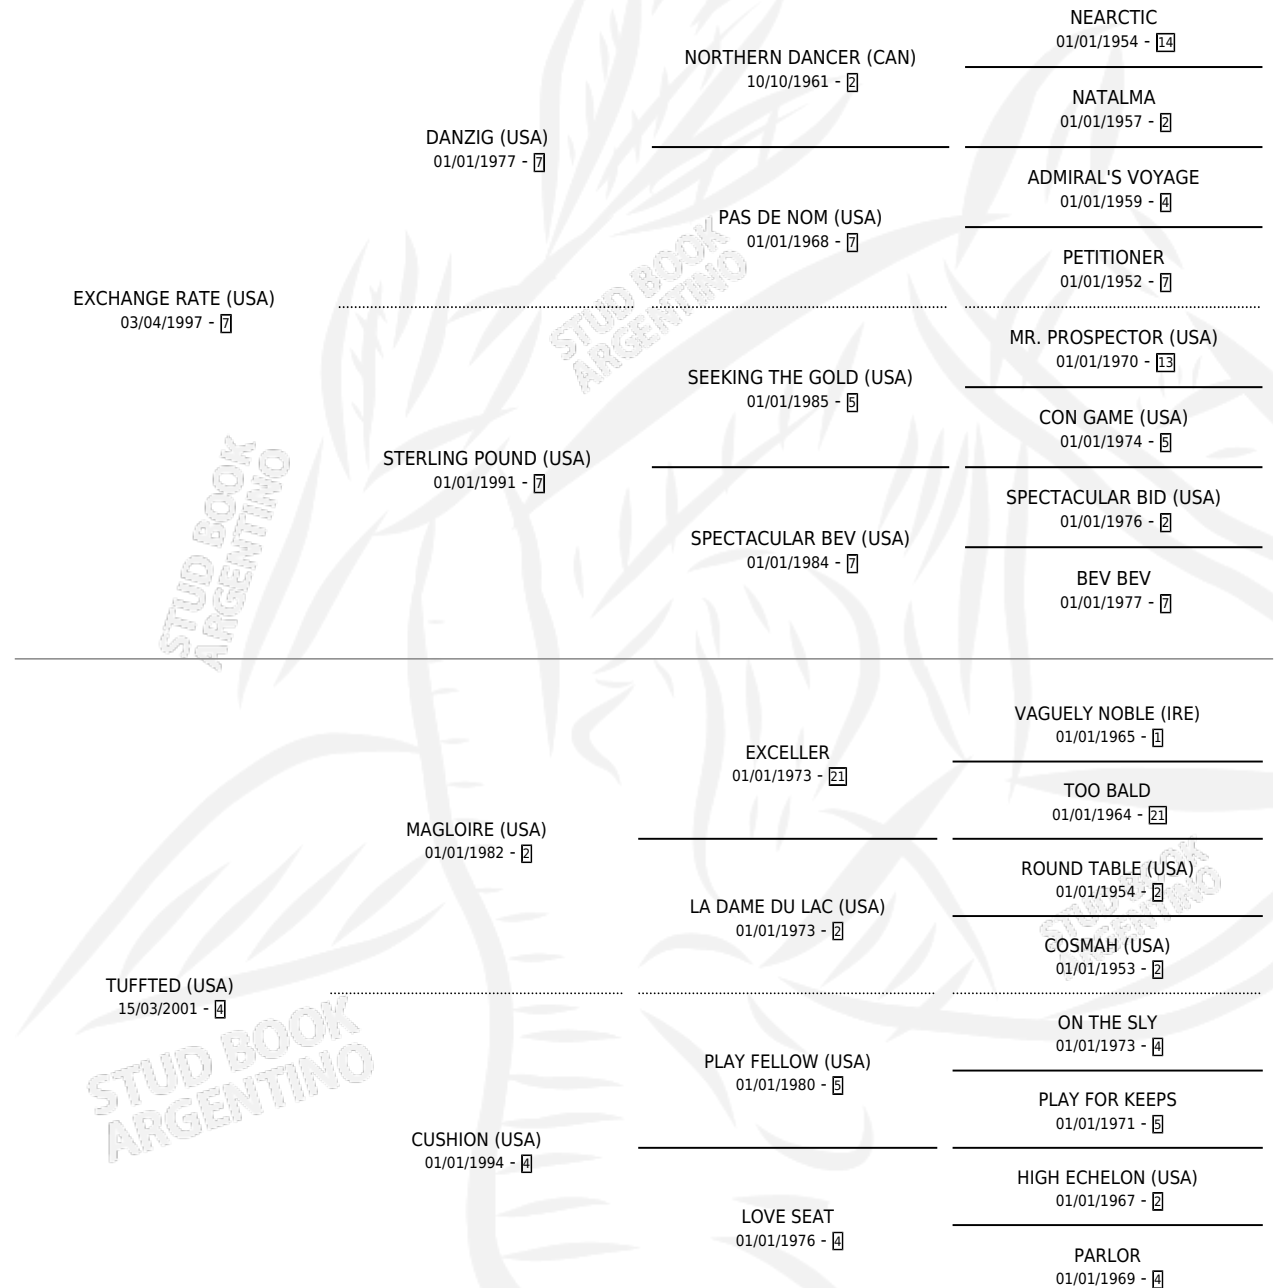 NEARCTIC
01/01/1954 - 14
NORTHERN DANCER (CAN)
10/10/1961 - 2
NATALMA
01/01/1957 - 2
DANZIG (USA)
01/01/1977 - 7
ADMIRAL'S VOYAGE
01/01/1959 - 4
PAS DE NOM (USA)
01/01/1968 - 7
PETITIONER
01/01/1952 - 7
EXCHANGE RATE (USA)
03/04/1997 - 7
MR. PROSPECTOR (USA)
01/01/1970 - 13
SEEKING THE GOLD (USA)
01/01/1985 - 5
CON GAME (USA)
01/01/1974 - 5
STERLING POUND (USA)
01/01/1991 - 7
SPECTACULAR BID (USA)
01/01/1976 - 2
SPECTACULAR BEV (USA)
01/01/1984 - 7
BEV BEV
01/01/1977 - 7
STUD BOOK
ARGENTINO
STUD BOOK
ARGENTINO
VAGUELY NOBLE (IRE)
01/01/1965 - 1
EXCELLER
01/01/1973 - 21
TOO BALD
01/01/1964 - 21
MAGLOIRE (USA)
01/01/1982 - 2
ROUND TABLE (USA)
01/01/1954 - 2
LA DAME DU LAC (USA)
01/01/1973 - 2
COSMAH (USA)
01/01/1953 - 2
TUFFTED (USA)
15/03/2001 - 4
ON THE SLY
01/01/1973 - 4
PLAY FELLOW (USA)
01/01/1980 - 5
PLAY FOR KEEPS
01/01/1971 - 5
CUSHION (USA)
01/01/1994 - 4
HIGH ECHELON (USA)
01/01/1967 - 2
LOVE SEAT
01/01/1976 - 4
PARLOR
01/01/1969 - 4
STUD BOOK
ARGENTINO
STUD BOOK
ARGENTINO